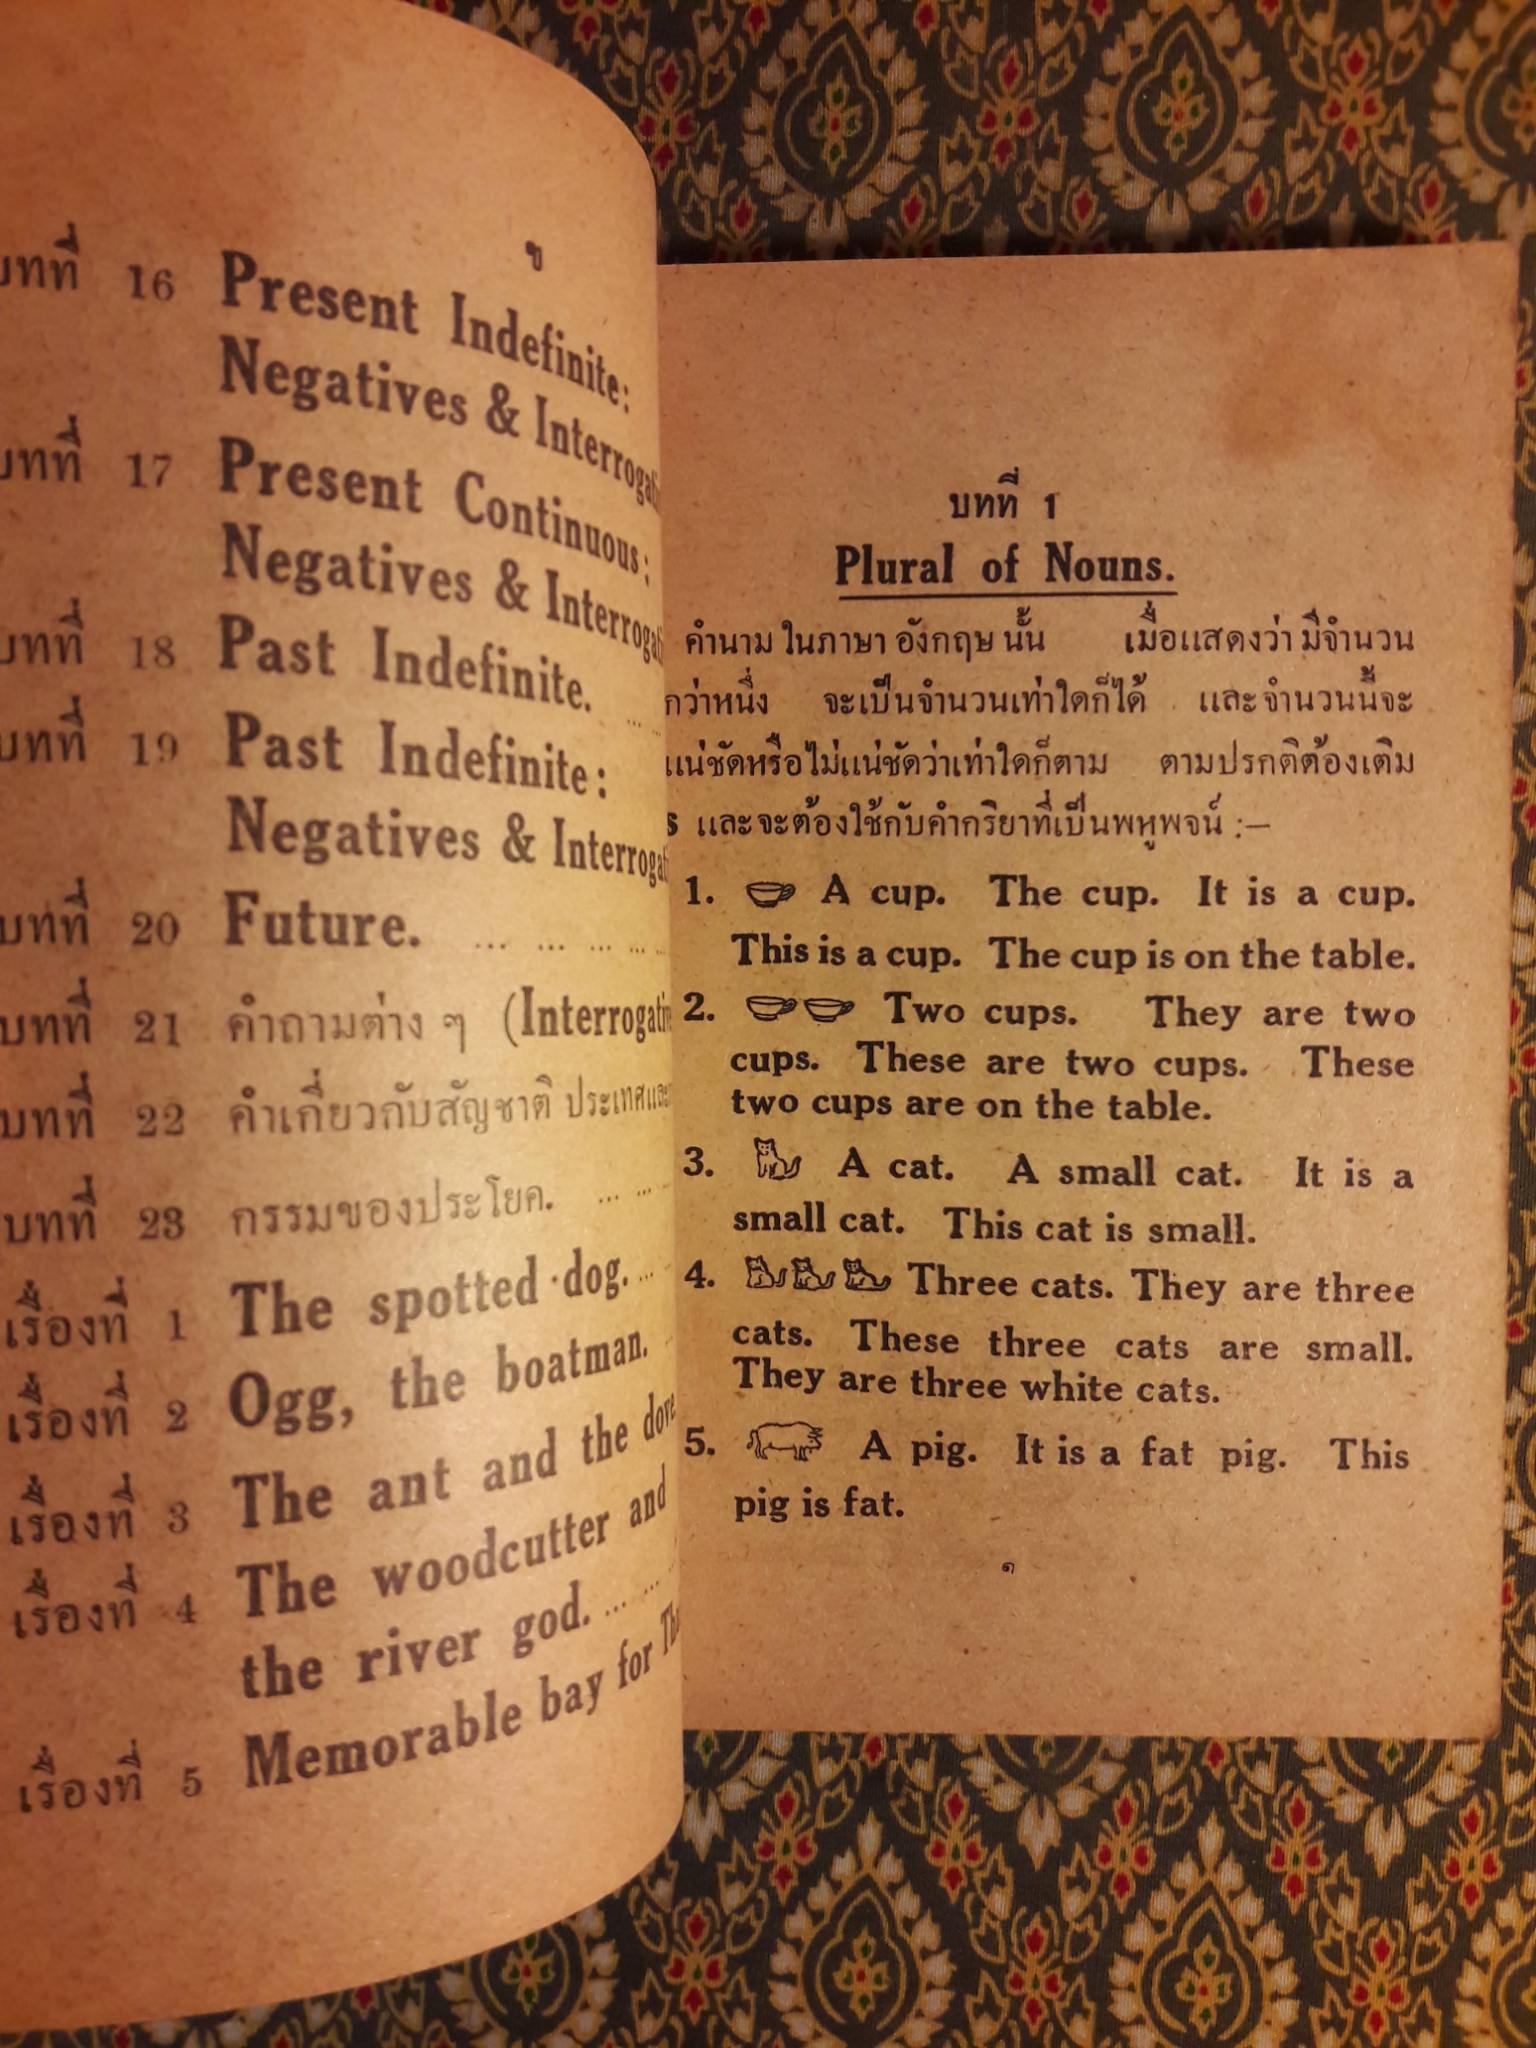 ข
บทที่ 16 Present Indefinite:
Negatives & Interrogati
บทที่ 17 Present Continuous:
Negatives & Interrogati
บทที่ 18 Past Indefinite. ...
บทที่ 19 Past Indefinite:
Negatives & Interrogat
บทที่ 20 Future. ... ... ... ...
บทที่ 21 คำถามต่าง ๆ (Interrogative
บทที่ 22 คำเกี่ยวกับสัญชาติ ประเทศและ
บทที่ 23 กรรมของประโยค. ... ...
เรื่องที่ 1 The spotted dog. ...
เรื่องที่ 2 Ogg, the boatman.
เรื่องที่ 3 The ant and the dove
เรื่องที่ 4 The woodcutter and
the river god. ... ...
เรื่องที่ 5 Memorable bay for Tha
บทที่ 1
Plural of Nouns.
คำนาม ในภาษา อังกฤษ นั้น เมื่อแสดงว่า มีจำนวน
กว่าหนึ่ง จะเป็นจำนวนเท่าใดก็ได้ และจำนวนนี้จะ
แน่ชัดหรือไม่แน่ชัดว่าเท่าใดก็ตาม ตามปรกติต้องเติม
s และจะต้องใช้กับคำกริยาที่เป็นพหูพจน์ :—
1. A cup. The cup. It is a cup.
This is a cup. The cup is on the table.
2. Two cups. They are two
cups. These are two cups. These
two cups are on the table.
3. A cat. A small cat. It is a
small cat. This cat is small.
4. Three cats. They are three
cats. These three cats are small.
They are three white cats.
5. A pig. It is a fat pig. This
pig is fat.
๑